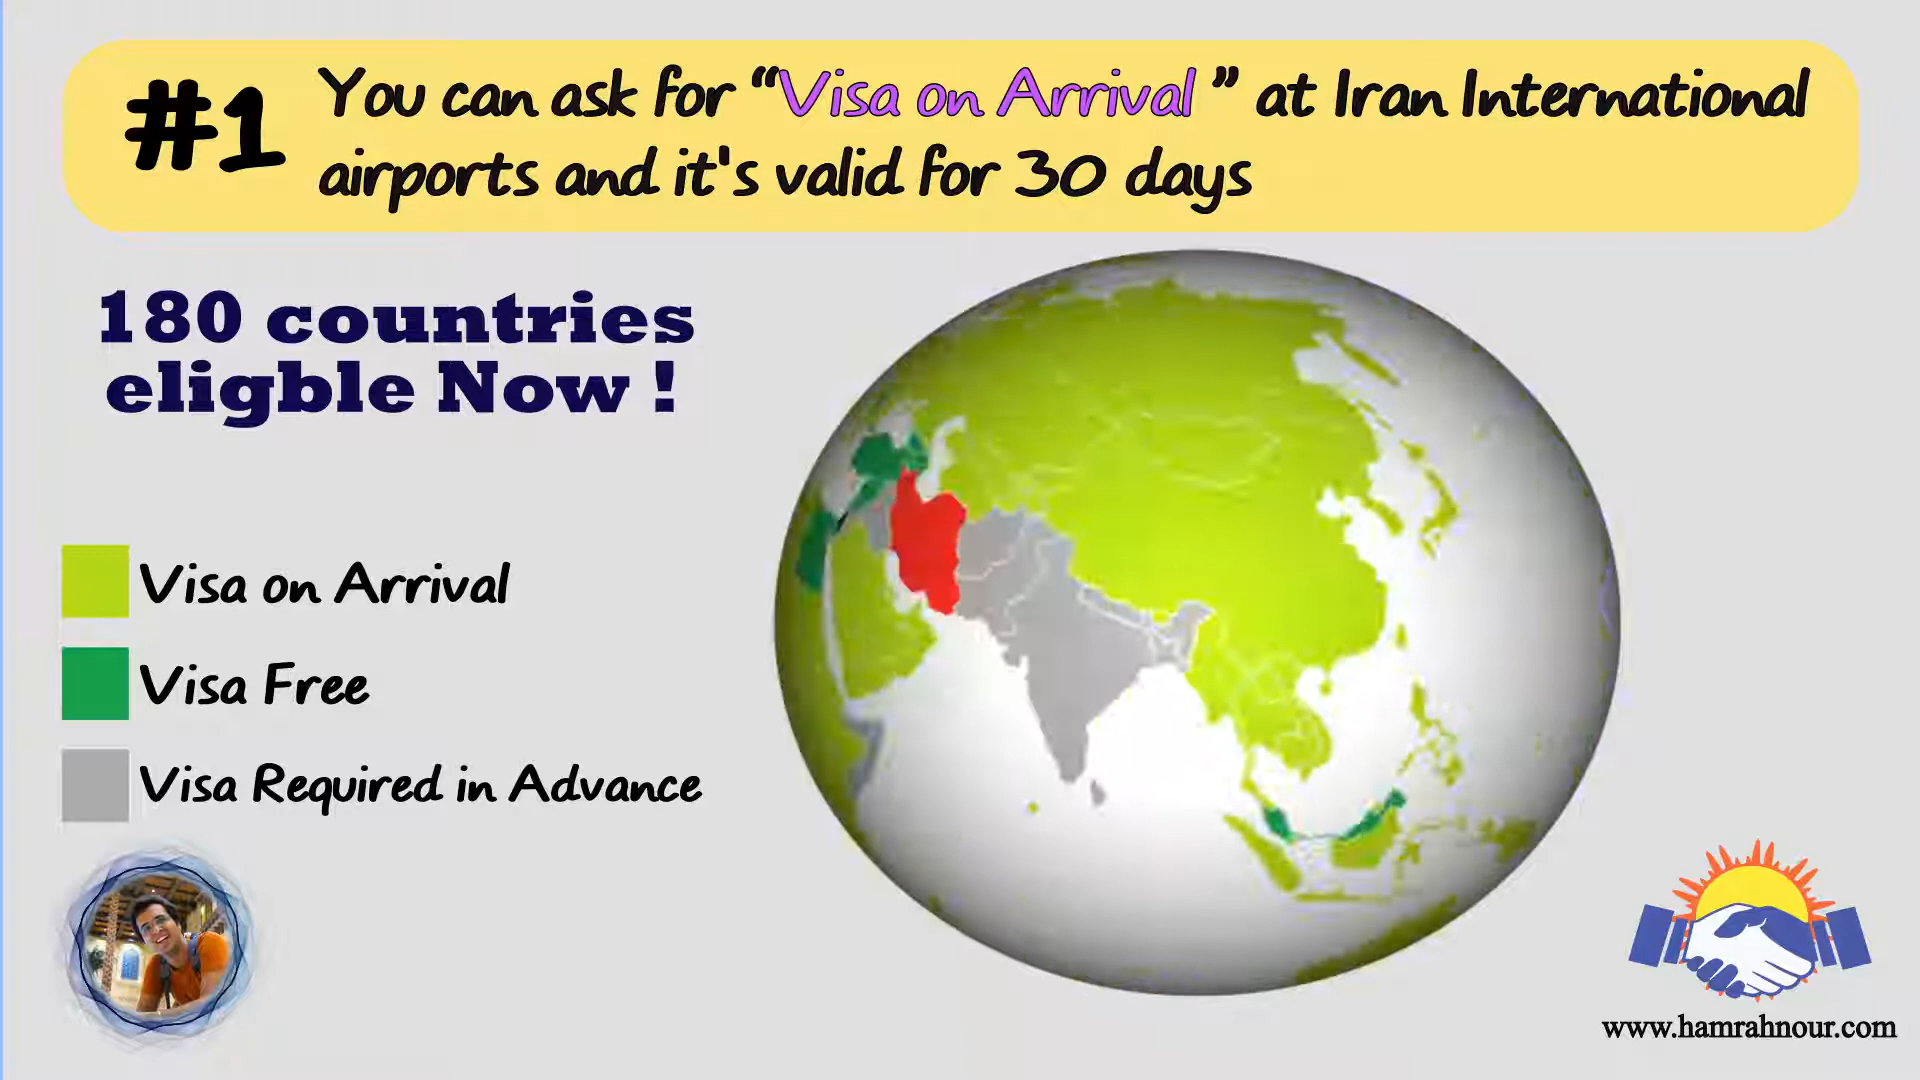 #1
You can ask for “Visa on Arrival ” at Iran International
airports and it's valid for 30 days
180 countries
eligble Now !
Visa on Arrival
Visa Free
Visa Required in Advance
www.hamrahnour.com